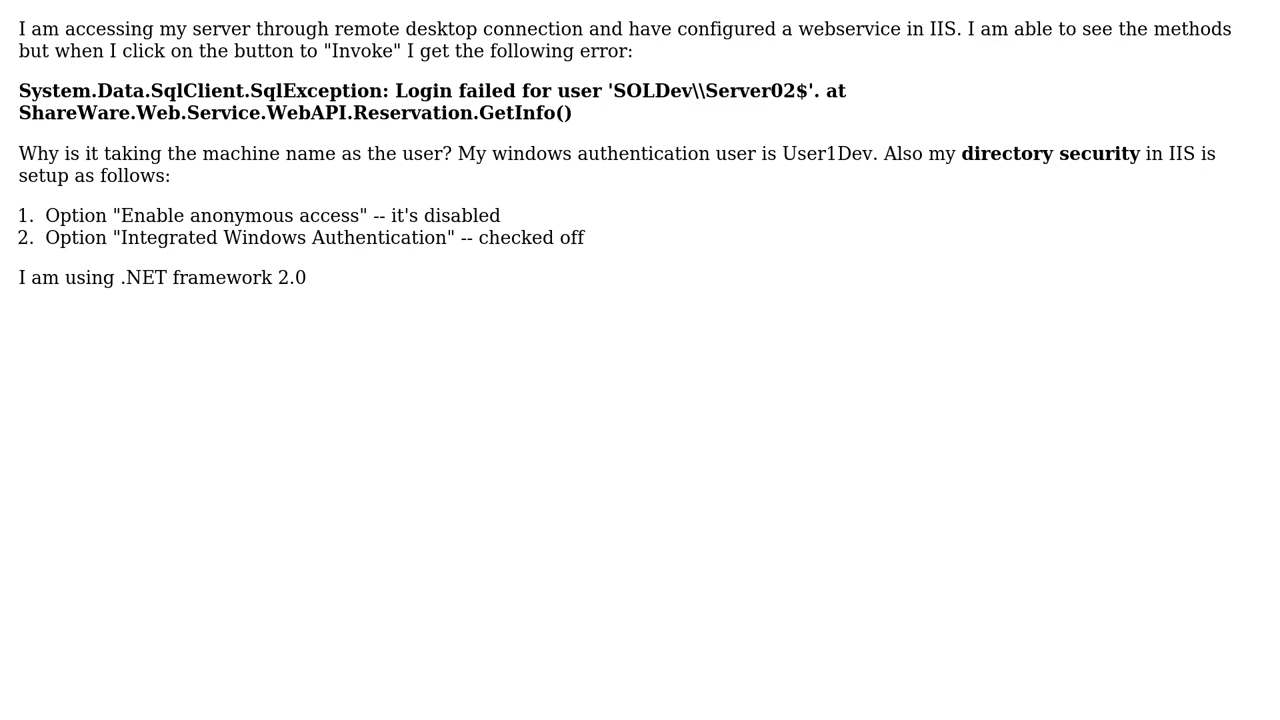 I am accessing my server through remote desktop connection and have configured a webservice in IIS. I am able to see the methods
but when I click on the button to "Invoke" I get the following error:
System.Data.SqlClient.SqlException: Login failed for user 'SOLDev\\Server02$'. at
ShareWare.Web.Service.WebAPI.Reservation.GetInfo()
Why is it taking the machine name as the user? My windows authentication user is User1Dev. Also my directory security in IIS is
setup as follows:
1. Option "Enable anonymous access" -- it's disabled
2. Option "Integrated Windows Authentication" -- checked off
I am using .NET framework 2.0